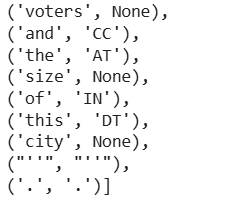 ('voters', None),
('and', 'CC'),
('the', 'AT'),
('size', None),
('of', 'IN'),
('this', 'DT'),
('city', None),
("''", "''"),
('.', '.')]